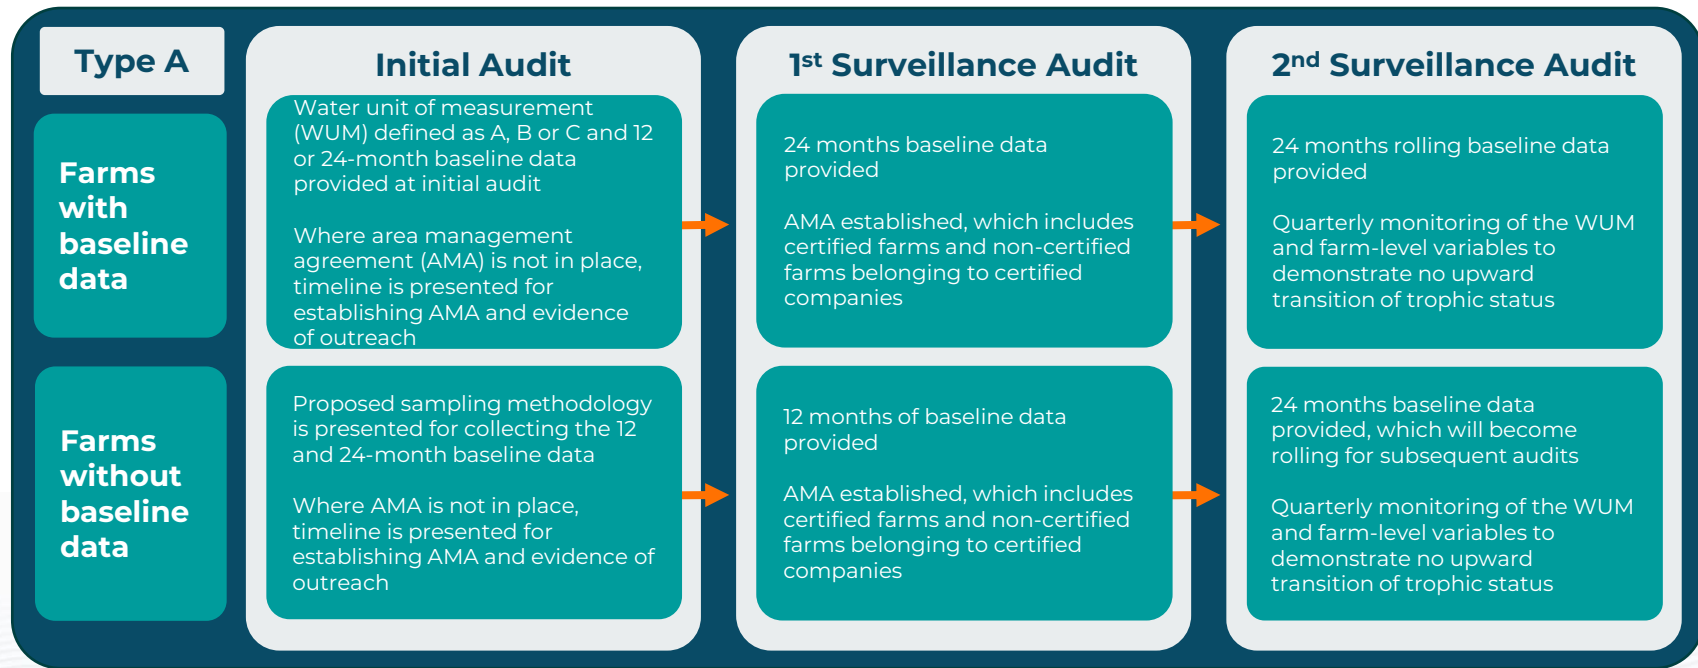 Type A
Initial Audit
1st Surveillance Audit
2nd Surveillance Audit
Farms
with
baseline
data
Water unit of measurement
(WUM) defined as A, B or C and 12
or 24-month baseline data
provided at initial audit
Where area management
agreement (AMA) is not in place,
timeline is presented for
establishing AMA and evidence
of outreach
24 months baseline data
provided
AMA established, which includes
certified farms and non-certified
farms belonging to certified
companies
24 months rolling baseline data
provided
Quarterly monitoring of the WUM
and farm-level variables to
demonstrate no upward
transition of trophic status
Farms
without
baseline
data
Proposed sampling methodology
is presented for collecting the 12
and 24-month baseline data
Where AMA is not in place,
timeline is presented for
establishing AMA and evidence of
outreach
12 months of baseline data
provided
AMA established, which includes
certified farms and non-certified
farms belonging to certified
companies
24 months baseline data
provided, which will become
rolling for subsequent audits
Quarterly monitoring of the WUM
and farm-level variables to
demonstrate no upward
transition of trophic status